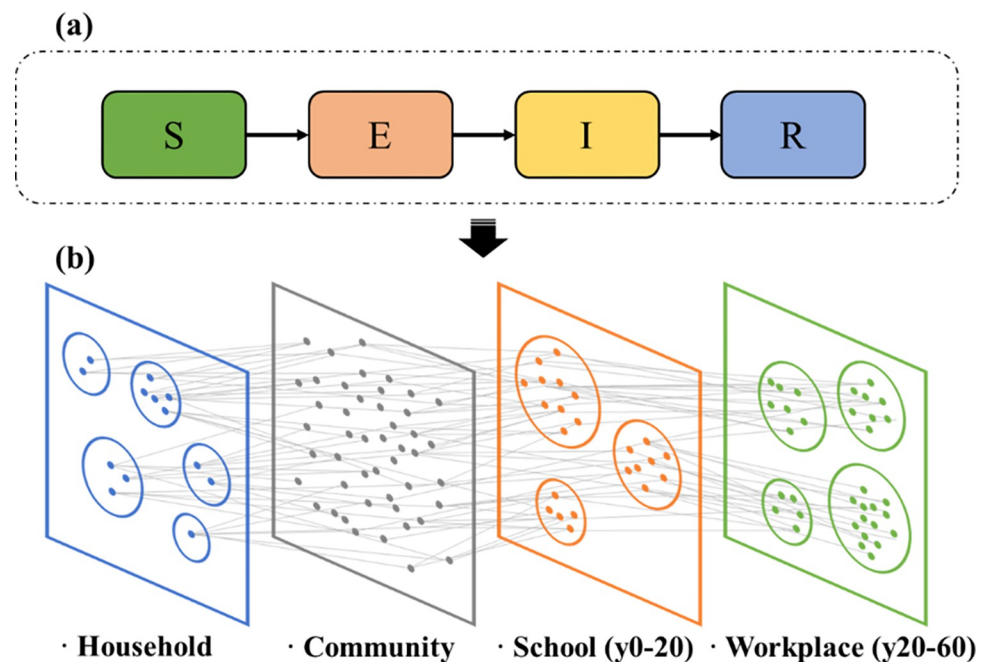 (a)
S E I R
(b)
· Household · Community · School (y0-20) · Workplace (y20-60)